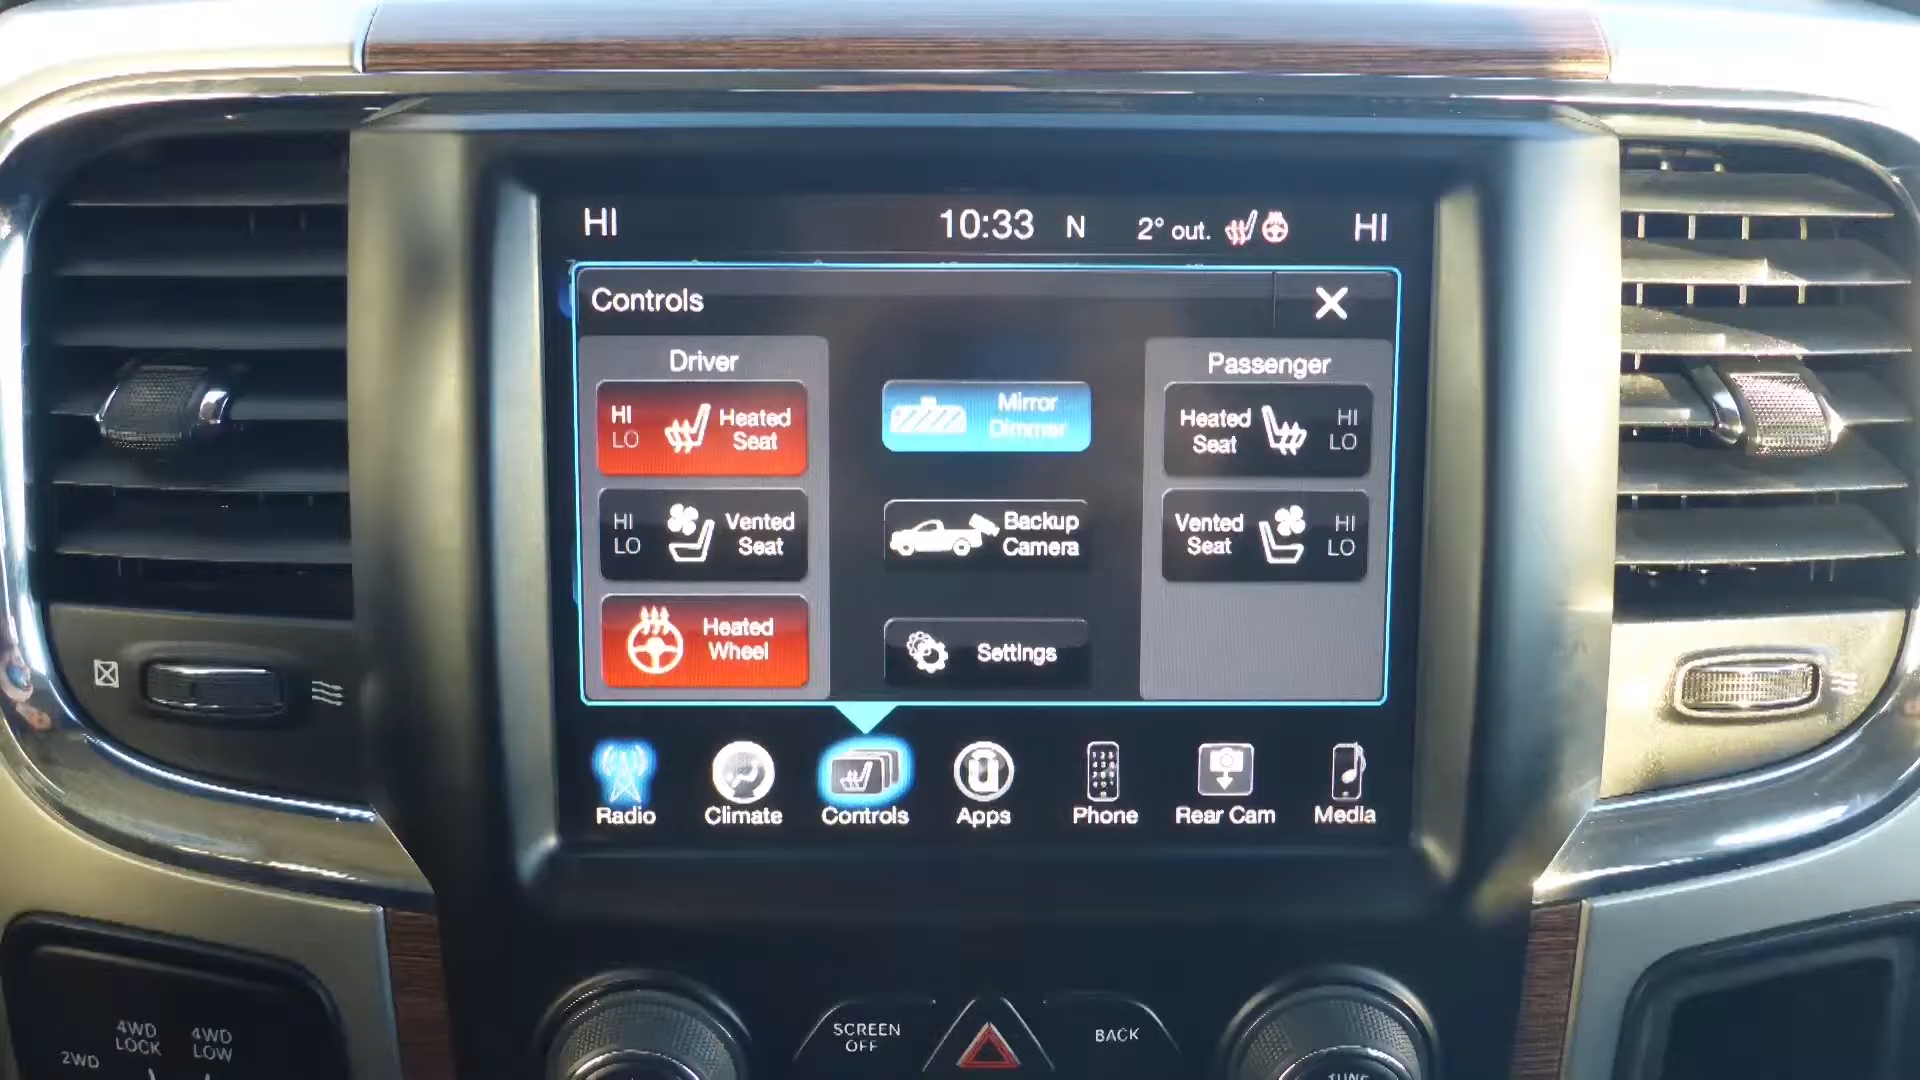 HI 10:33 N 2° out. HI
Controls
Driver
Passenger
HI
LO
Heated
Seat
Mirror
Dimmer
Heated
Seat
HI
LO
HI
LO
Vented
Seat
Backup
Camera
Vented
Seat
HI
LO
Heated
Wheel
Settings
Radio Climate Controls Apps Phone Rear Cam Media
2WD
4WD
LOCK
4WD
LOW
SCREEN
OFF
BACK
TUNE